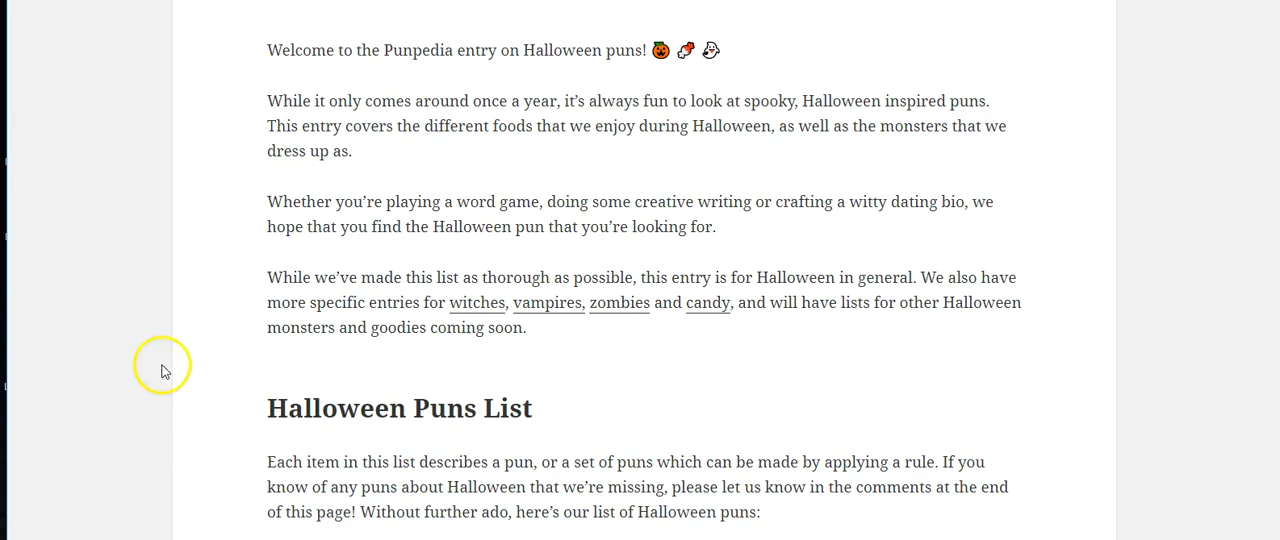 Welcome to the Punpedia entry on Halloween puns! 🎃 🍬 👻
While it only comes around once a year, it’s always fun to look at spooky, Halloween inspired puns.
This entry covers the different foods that we enjoy during Halloween, as well as the monsters that we
dress up as.
Whether you’re playing a word game, doing some creative writing or crafting a witty dating bio, we
hope that you find the Halloween pun that you’re looking for.
While we’ve made this list as thorough as possible, this entry is for Halloween in general. We also have
more specific entries for witches, vampires, zombies and candy, and will have lists for other Halloween
monsters and goodies coming soon.
Halloween Puns List
Each item in this list describes a pun, or a set of puns which can be made by applying a rule. If you
know of any puns about Halloween that we’re missing, please let us know in the comments at the end
of this page! Without further ado, here’s our list of Halloween puns: